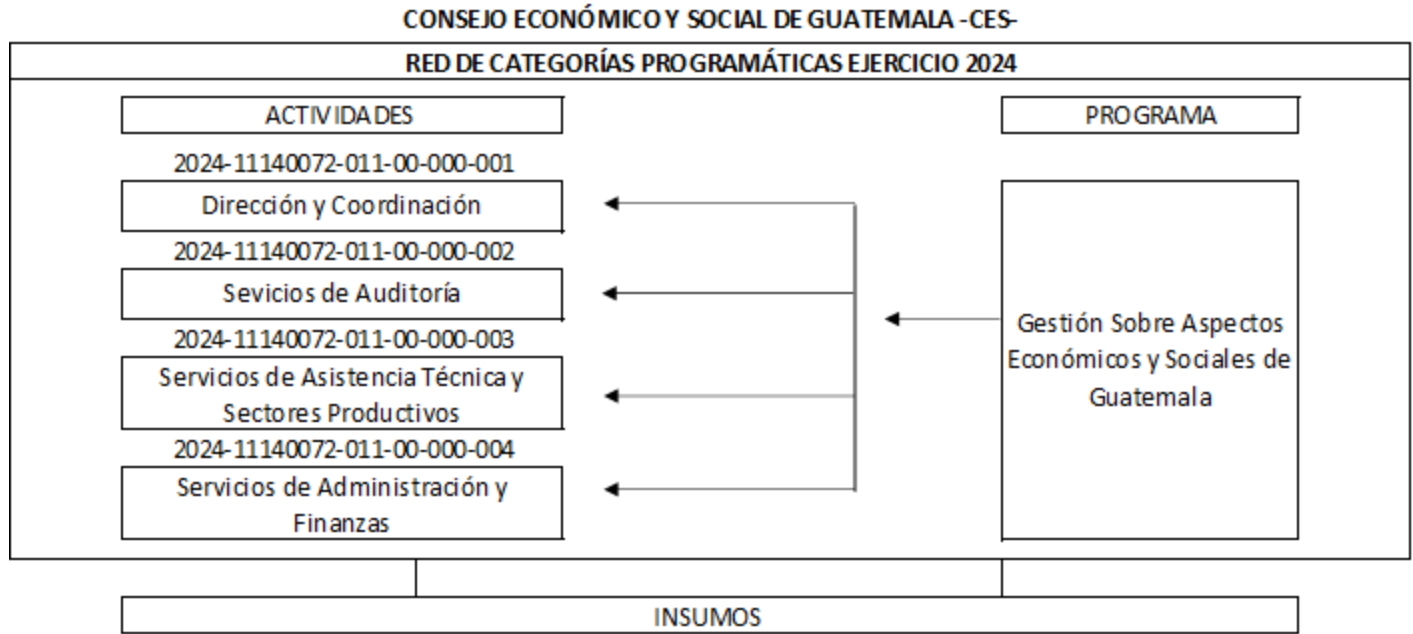 CONSEJO ECONÓMICO Y SOCIAL DE GUATEMALA -CES-
RED DE CATEGORÍAS PROGRAMÁTICAS EJERCICIO 2024
ACTIVIDADES
PROGRAMA
2024-11140072-011-00-000-001
Dirección y Coordinación
2024-11140072-011-00-000-002
Sevicios de Auditoría
2024-11140072-011-00-000-003
Servicios de Asistencia Técnica y
Sectores Productivos
2024-11140072-011-00-000-004
Servicios de Administración y
Finanzas
Gestión Sobre Aspectos
Económicos y Sociales de
Guatemala
INSUMOS